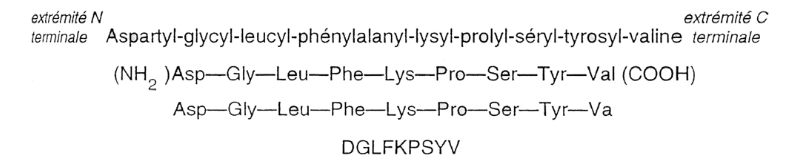 extrémité N terminale Aspartyl-glycyl-leucyl-phénylalanyl-lysyl-prolyl-séryl-tyrosyl-valine extrémité C terminale
(NH2 )Asp—Gly—Leu—Phe—Lys—Pro—Ser—Tyr—Val (COOH)
Asp—Gly—Leu—Phe—Lys—Pro—Ser—Tyr—Va
DGLFKPSYV